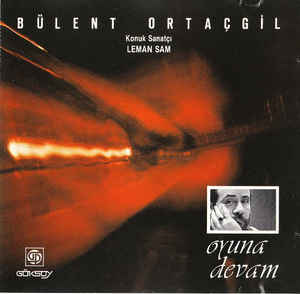 BÜLENT ORTAÇGİL
Konuk Sanatçı
LEMAN SAM
oyuna
devam
GÖKSOY